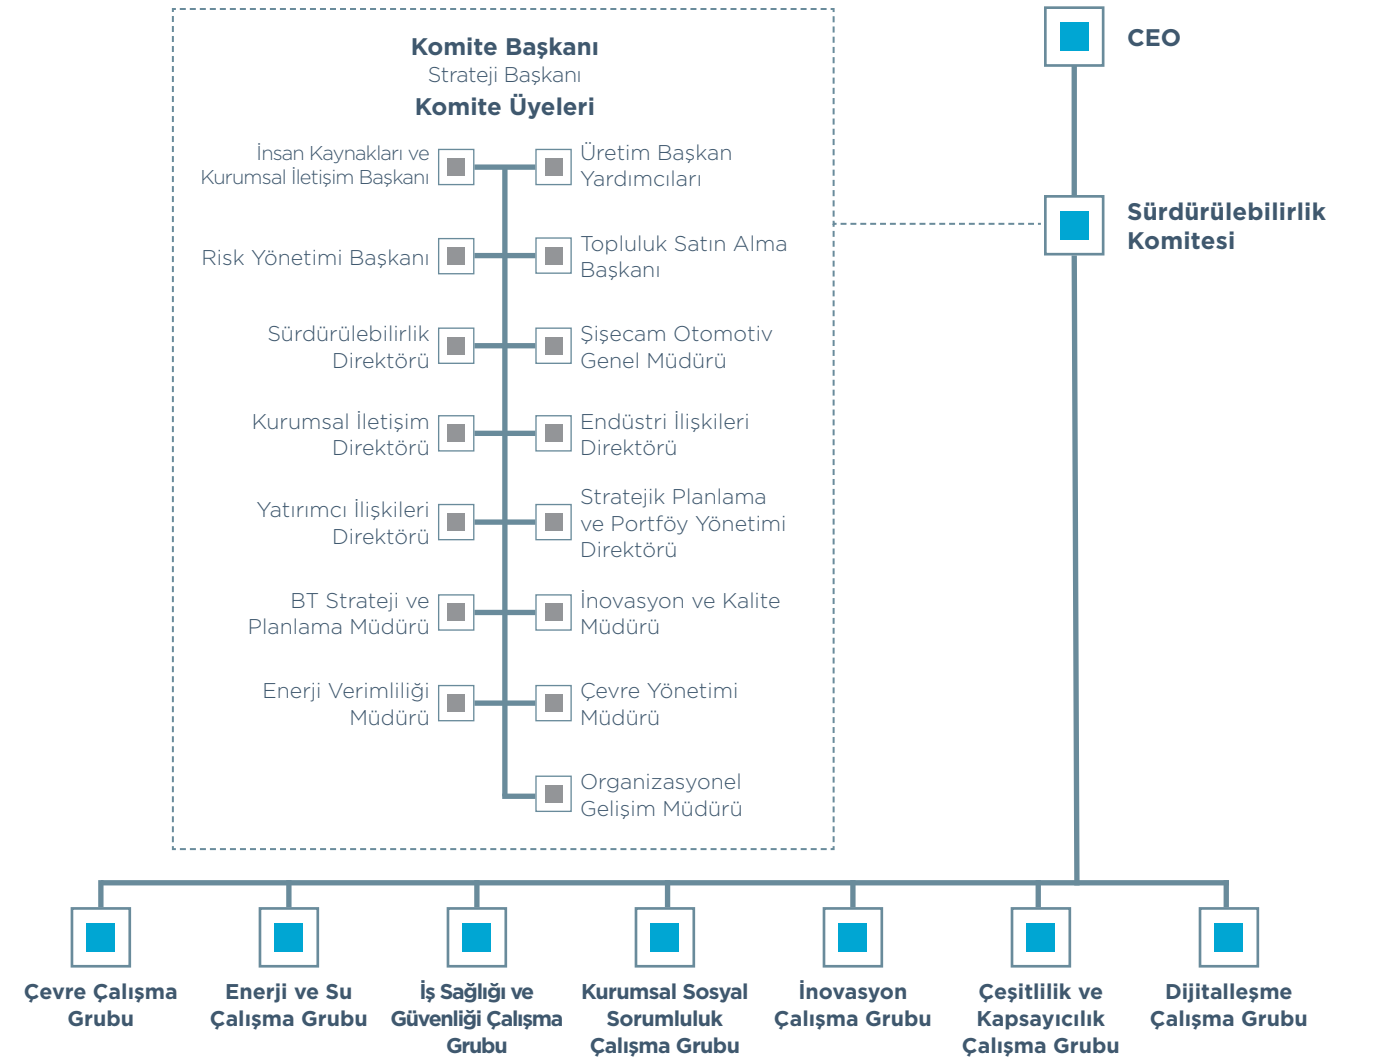 Komite Başkanı
Strateji Başkanı
Komite Üyeleri
İnsan Kaynakları ve
Kurumsal İletişim Başkanı
Üretim Başkan
Yardımcıları
Risk Yönetimi Başkanı
Topluluk Satın Alma
Başkanı
Sürdürülebilirlik
Direktörü
Şişecam Otomotiv
Genel Müdürü
Kurumsal İletişim
Direktörü
Endüstri İlişkileri
Direktörü
Yatırımcı İlişkileri
Direktörü
Stratejik Planlama
ve Portföy Yönetimi
Direktörü
BT Strateji ve
Planlama Müdürü
İnovasyon ve Kalite
Müdürü
Enerji Verimliliği
Müdürü
Çevre Yönetimi
Müdürü
Organizasyonel
Gelişim Müdürü
CEO
Sürdürülebilirlik
Komitesi
Çevre Çalışma
Grubu
Enerji ve Su
Çalışma Grubu
İş Sağlığı ve
Güvenliği Çalışma
Grubu
Kurumsal Sosyal
Sorumluluk
Çalışma Grubu
İnovasyon
Çalışma Grubu
Çeşitlilik ve
Kapsayıcılık
Çalışma Grubu
Dijitalleşme
Çalışma Grubu